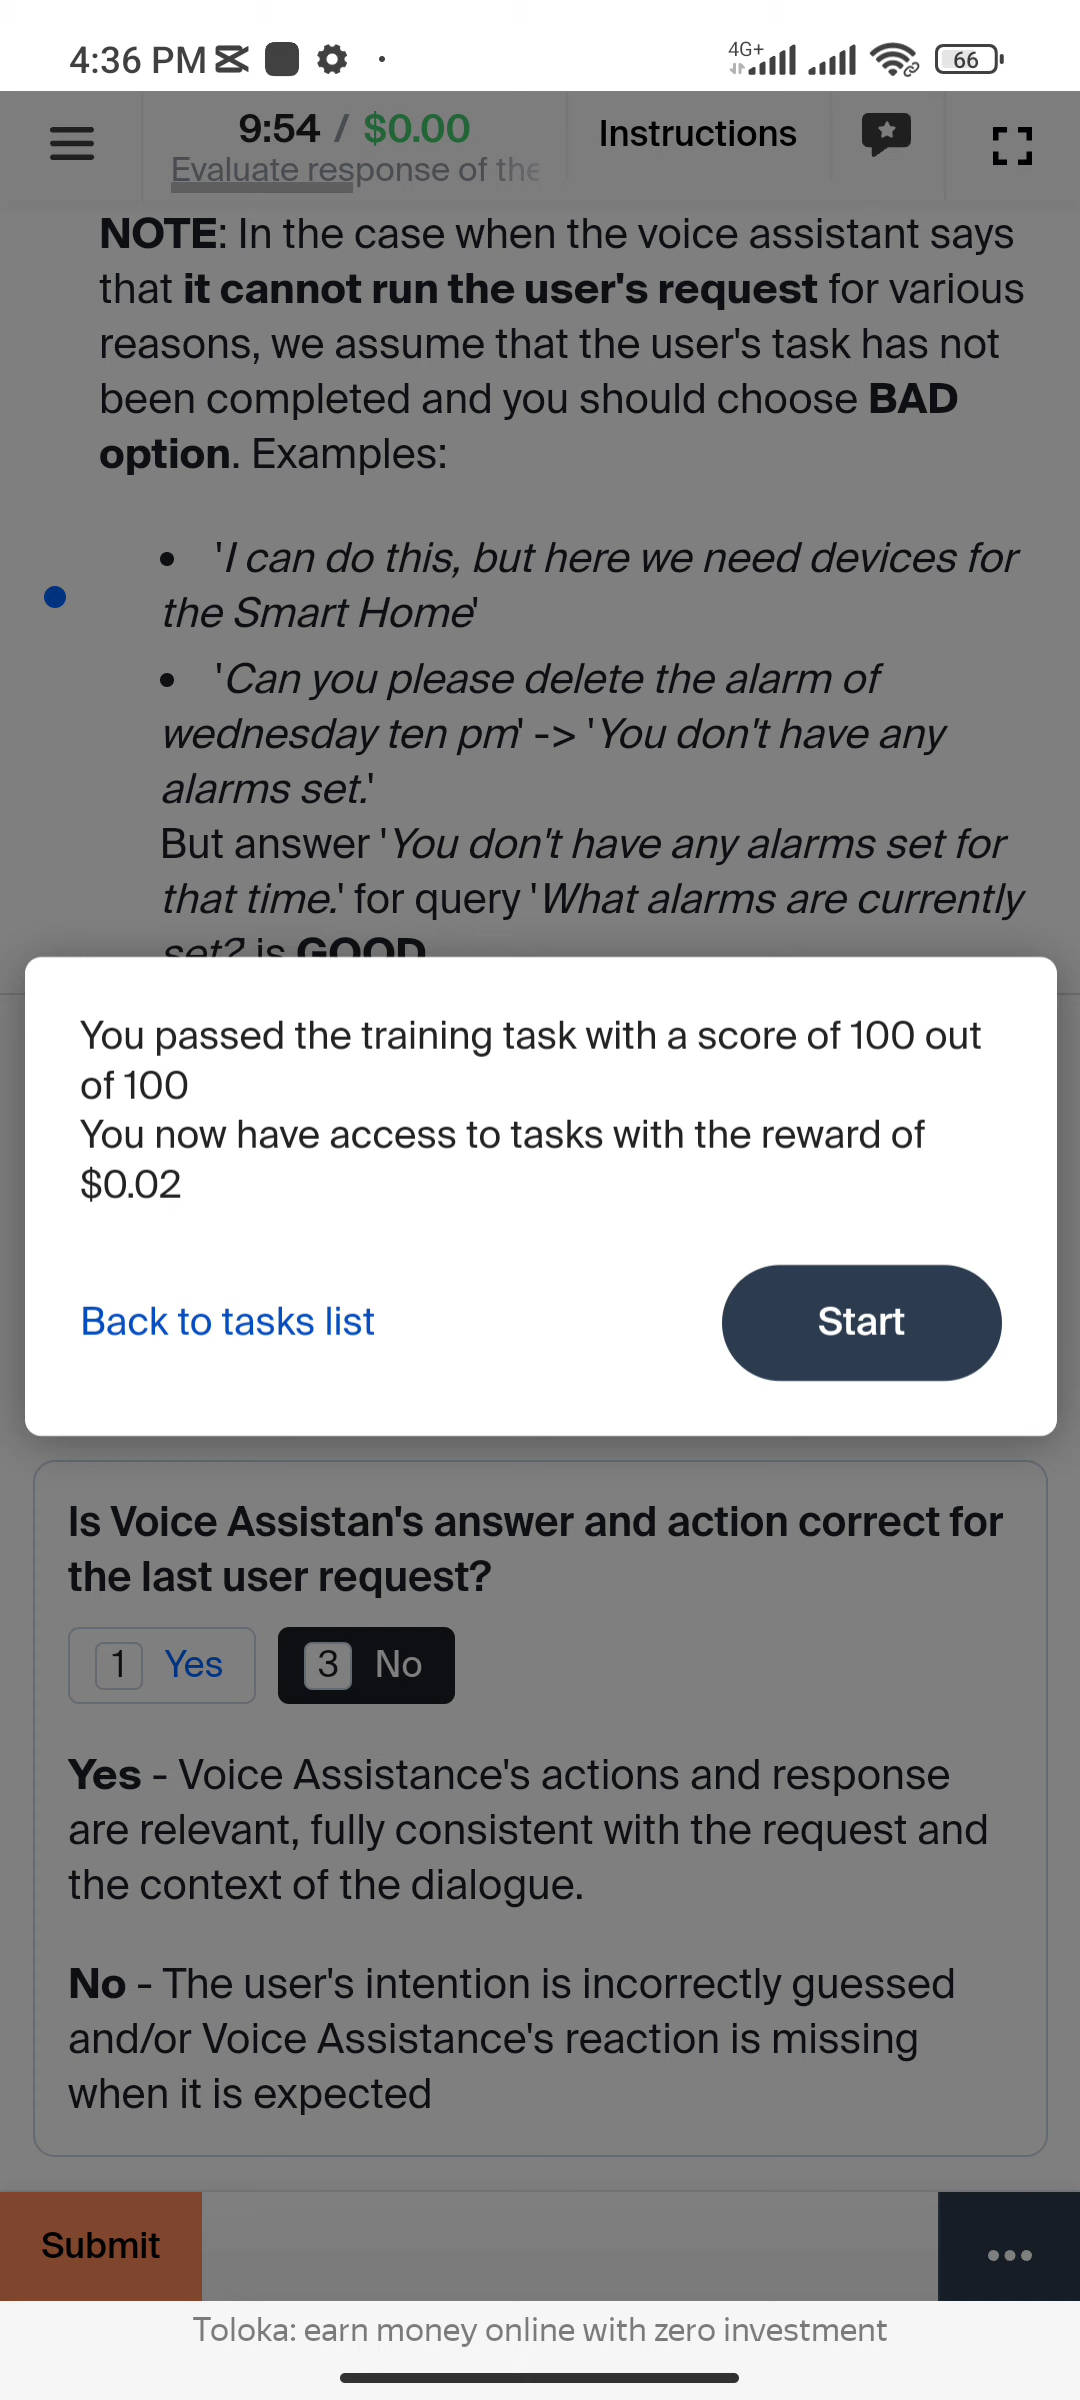 4:36 PM
4G+
66
9:54 / $0.00
Evaluate response of the
Instructions
NOTE: In the case when the voice assistant says
that it cannot run the user's request for various
reasons, we assume that the user's task has not
been completed and you should choose BAD
option. Examples:
• 'I can do this, but here we need devices for
the Smart Home'
• 'Can you please delete the alarm of
wednesday ten pm' -> 'You don't have any
alarms set.'
But answer 'You don't have any alarms set for
that time.' for query 'What alarms are currently
set? is GOOD
You passed the training task with a score of 100 out
of 100
You now have access to tasks with the reward of
$0.02
Back to tasks list
Start
Is Voice Assistan's answer and action correct for
the last user request?
1 Yes
3 No
Yes - Voice Assistance's actions and response
are relevant, fully consistent with the request and
the context of the dialogue.
No - The user's intention is incorrectly guessed
and/or Voice Assistance's reaction is missing
when it is expected
Submit
Toloka: earn money online with zero investment